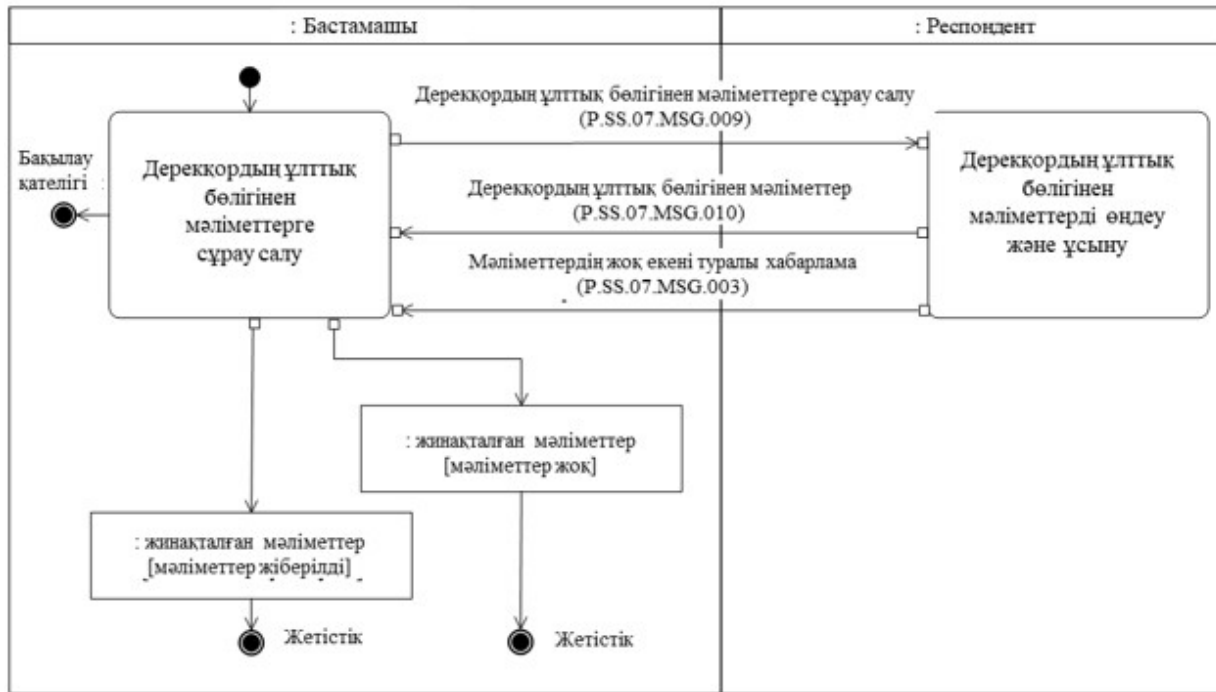 : Бастамашы
: Респондент
Дерекқордың ұлттық бөлігінен мәліметтерге сұрау салу
(P.SS.07.MSG.009)
Бақылау
қателігі :
Дерекқордың ұлттық
бөлігінен
мәліметтерге
сұрау салу
Дерекқордың ұлттық бөлігінен мәліметтер
(P.SS.07.MSG.010)
Дерекқордың ұлттық
бөлігінен
мәліметтерді өңдеу
және ұсыну
Мәліметтердің жоқ екені туралы хабарлама
(P.SS.07.MSG.003)
: жинақталған мәліметтер
[мәліметтер жоқ]
: жинақталған мәліметтер
[мәліметтер жіберілді]
Жетістік
Жетістік